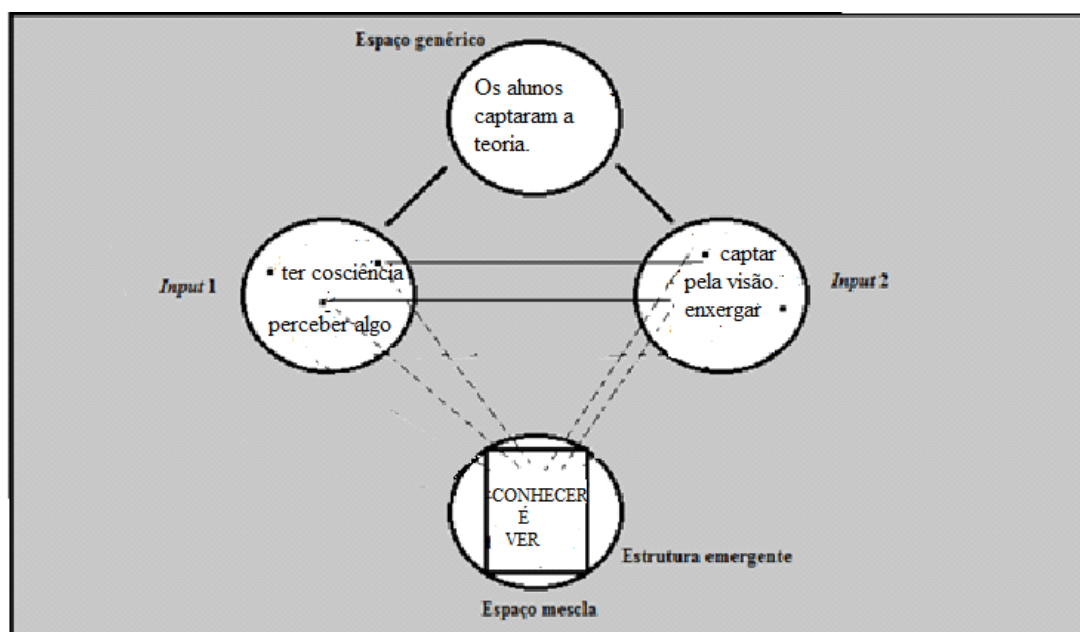 Espaço genérico
Os alunos
captaram a
teoria.
Input 1
ter cosciência
perceber algo
captar
pela visão.
enxergar
Input 2
CONHECER
É
VER
Estrutura emergente
Espaço mescla